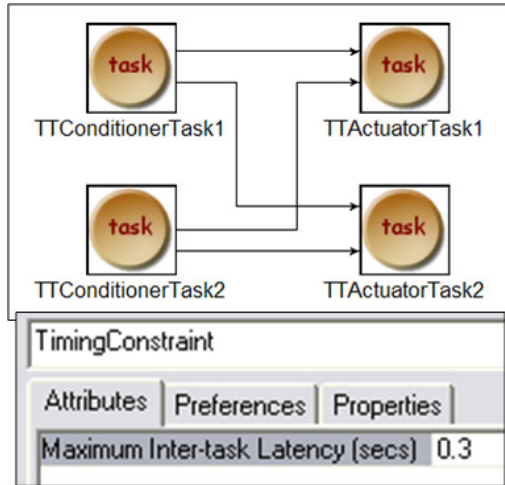 task
task
TTConditionerTask1
TTActuatorTask1
task
task
TTConditionerTask2
TTActuatorTask2
TimingConstraint
Attributes
Preferences
Properties
Maximum Inter-task Latency (secs) 0.3